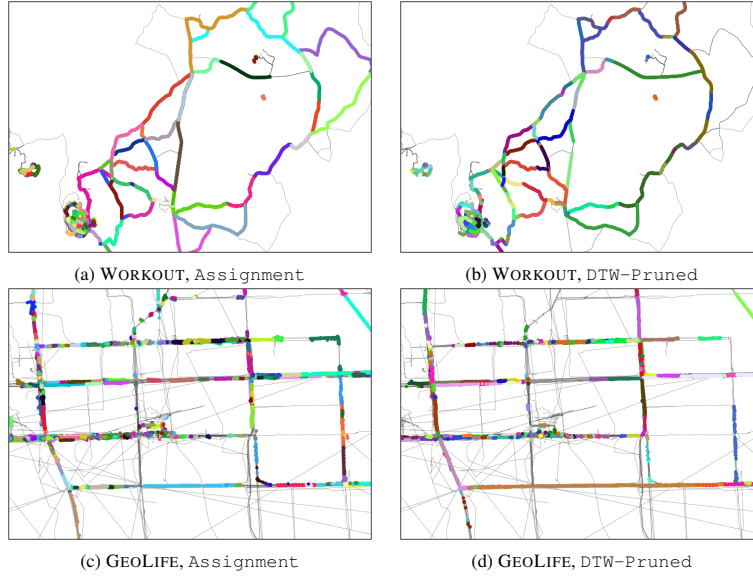 (a) WORKOUT, Assignment
(b) WORKOUT, DTW-Pruned
(c) GEOLIFE, Assignment
(d) GEOLIFE, DTW-Pruned